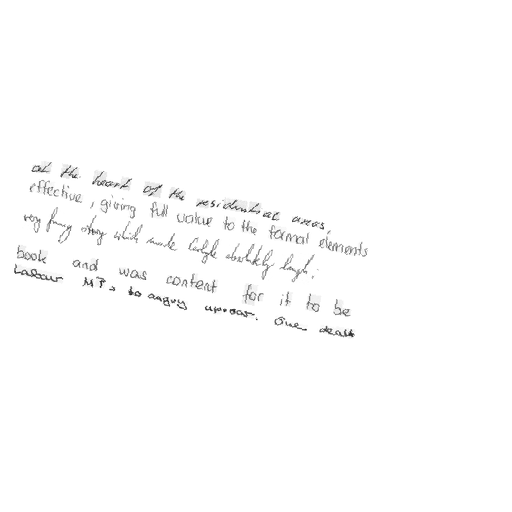 at the heart of the residential areas,
effective, giving full value to the formal elements
very funny story which made Carlyle absolutely laugh.
book and was content for it to be
Labour MPs to angry uproar. One dealt